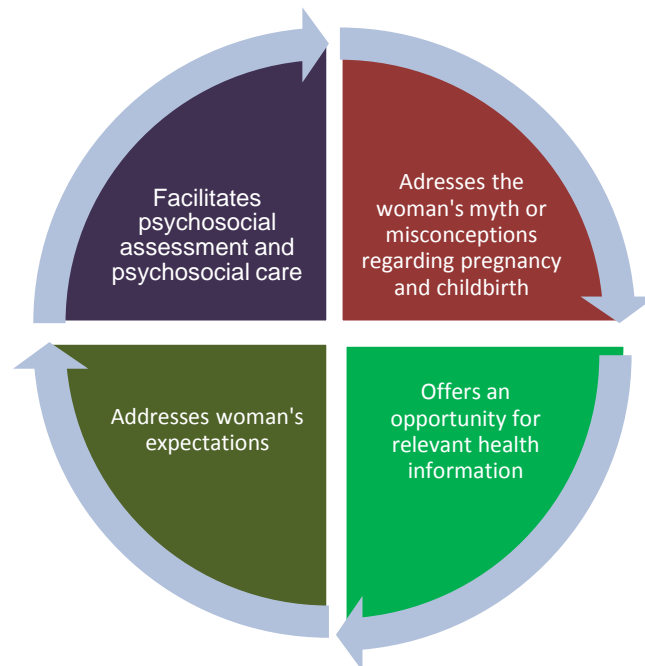 Facilitates
psychosocial
assessment and
psychosocial care
Adresses the
woman's myth or
misconceptions
regarding pregnancy
and childbirth
Addresses woman's
expectations
Offers an
opportunity for
relevant health
information